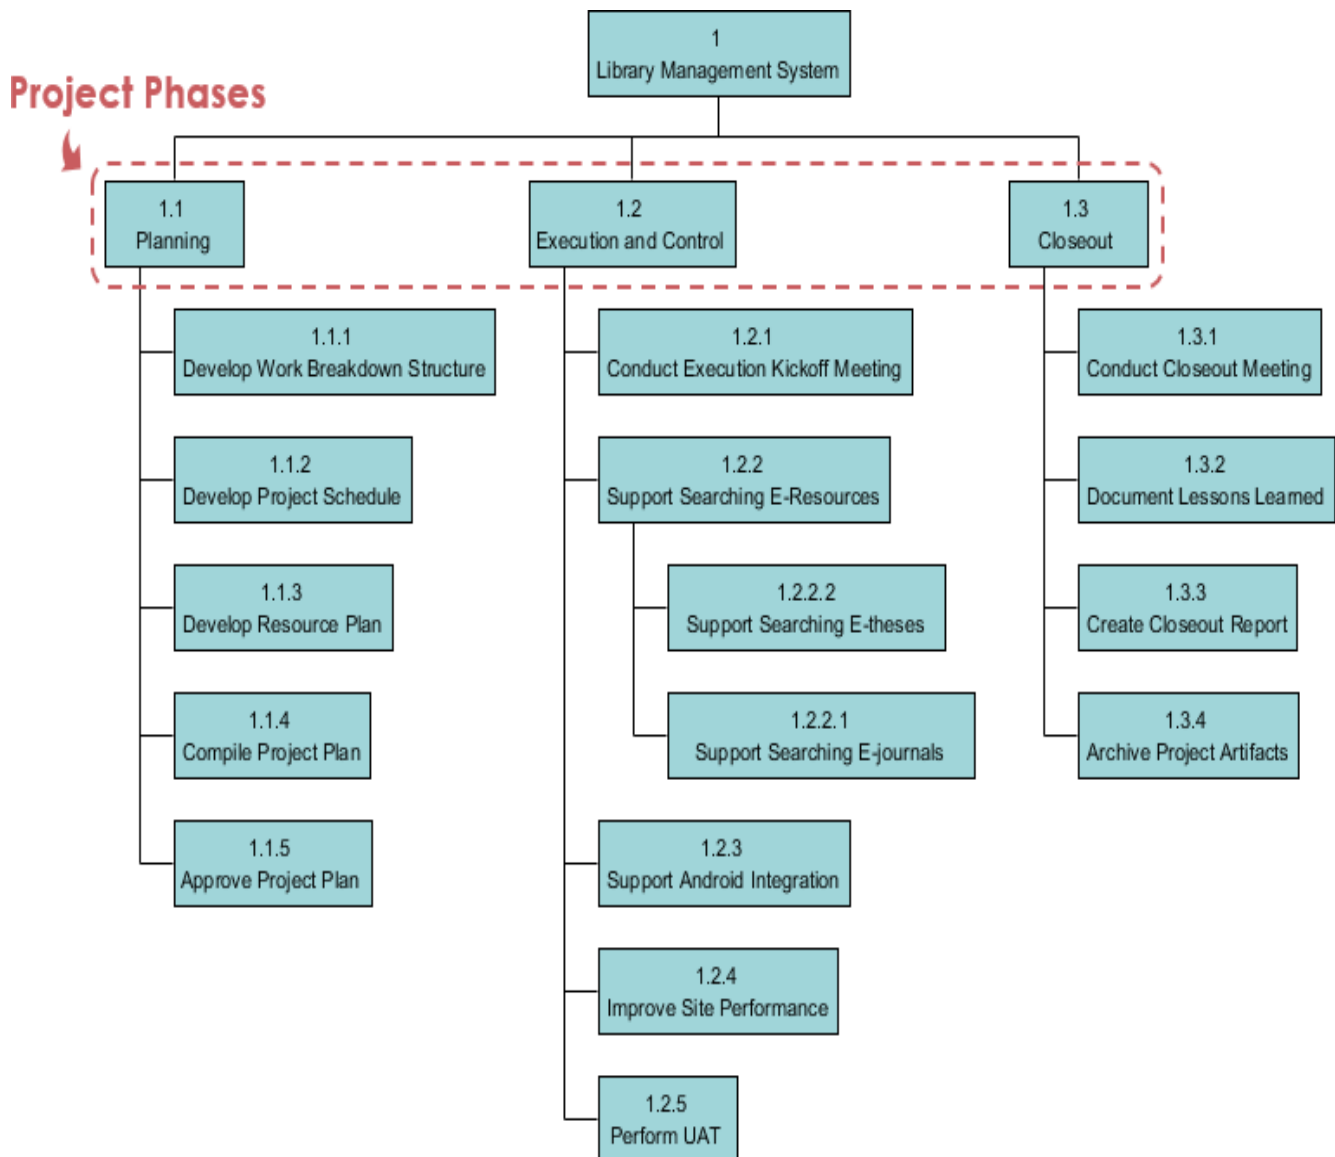 1
Library Management System
Project Phases
1.1
Planning
1.2
Execution and Control
1.3
Closeout
1.1.1
Develop Work Breakdown Structure
1.1.2
Develop Project Schedule
1.1.3
Develop Resource Plan
1.1.4
Compile Project Plan
1.1.5
Approve Project Plan
1.2.1
Conduct Execution Kickoff Meeting
1.2.2
Support Searching E-Resources
1.2.2.2
Support Searching E-theses
1.2.2.1
Support Searching E-journals
1.2.3
Support Android Integration
1.2.4
Improve Site Performance
1.2.5
Perform UAT
1.3.1
Conduct Closeout Meeting
1.3.2
Document Lessons Learned
1.3.3
Create Closeout Report
1.3.4
Archive Project Artifacts